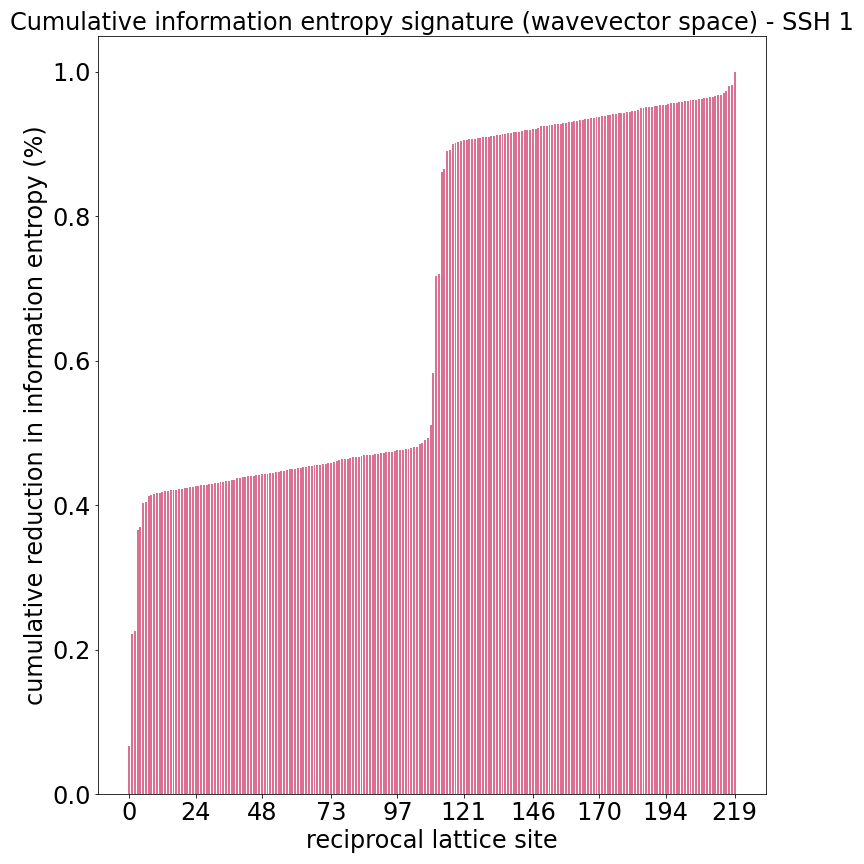 Cumulative information entropy signature (wavevector space) - SSH 1
cumulative reduction in information entropy (%)
1.0
0.8
0.6
0.4
0.2
0.0
0 24 48 73 97 121 146 170 194 219
reciprocal lattice site